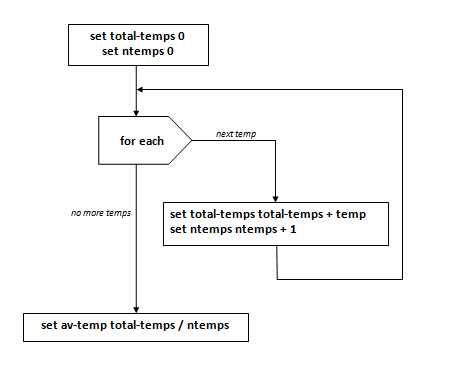 set total-temps 0
set ntemps 0
for each
next temp
no more temps
set total-temps total-temps + temp
set ntemps ntemps + 1
set av-temp total-temps / ntemps